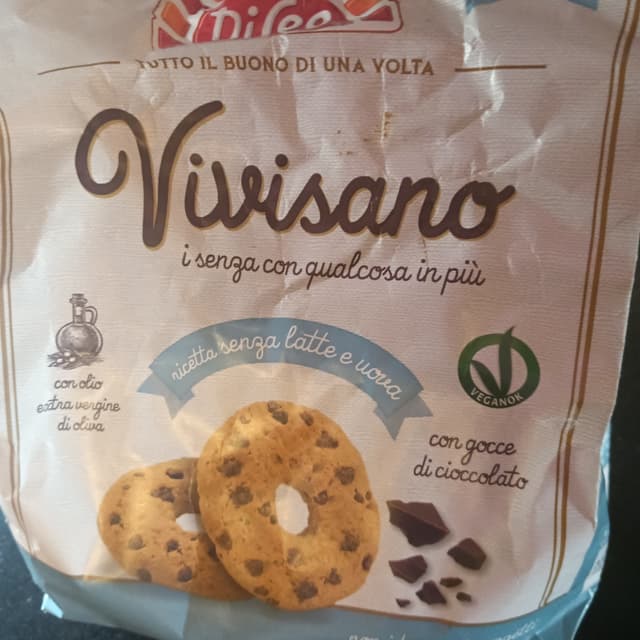 TUTTO IL BUONO DI UNA VOLTA
Vivisano
i senza con qualcosa in più
ricetta senza latte e uova
con olio
extra vergine
di oliva
VEGANOK
con gocce
di cioccolato